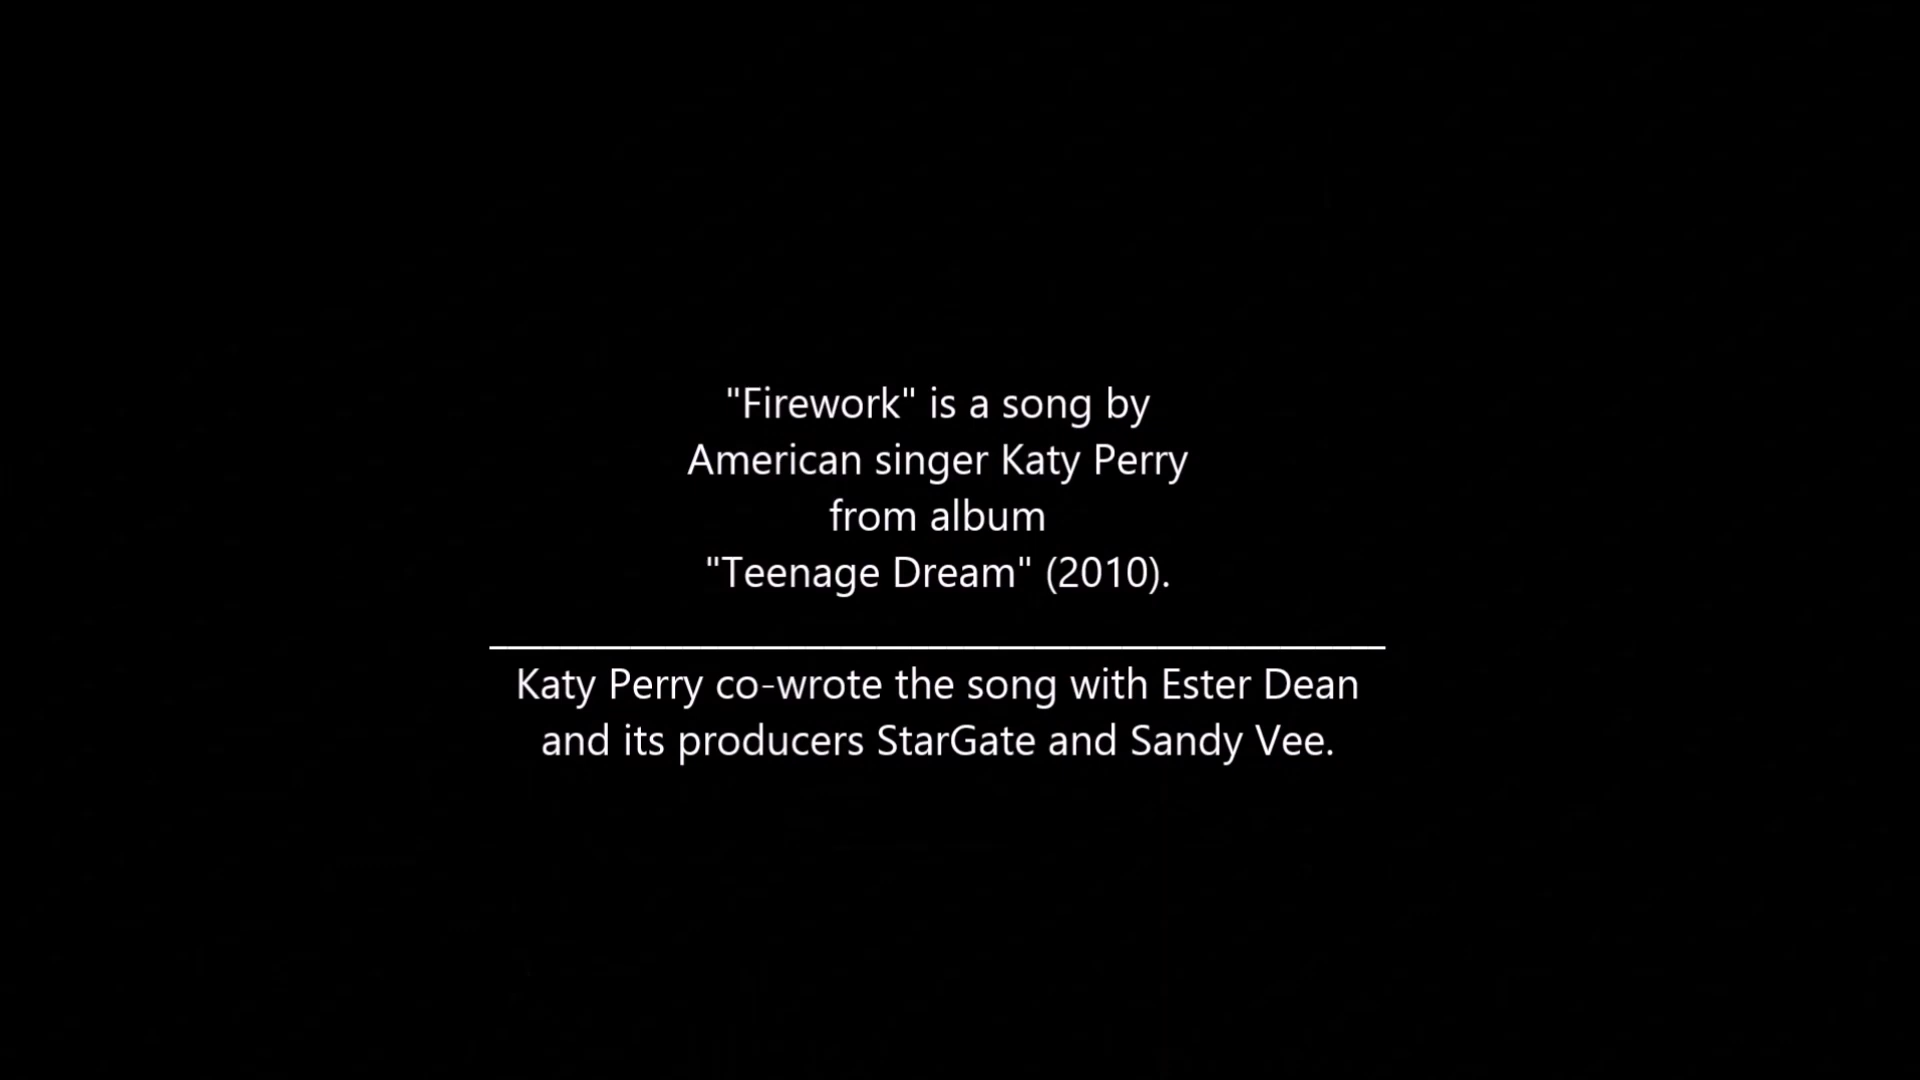 "Firework" is a song by
American singer Katy Perry
from album
"Teenage Dream" (2010).
Katy Perry co-wrote the song with Ester Dean
and its producers StarGate and Sandy Vee.